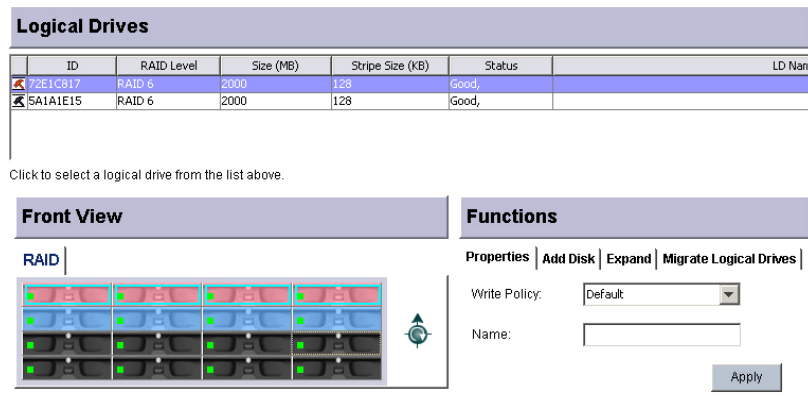 Logical Drives
ID RAID Level Size (MB) Stripe Size (KB) Status LD Nam
72E1C817 RAID 6 2000 128 Good,
5A1A1E15 RAID 6 2000 128 Good,
Click to select a logical drive from the list above.
Front View
RAID
Functions
Properties Add Disk Expand Migrate Logical Drives
Write Policy: Default
Name:
Apply